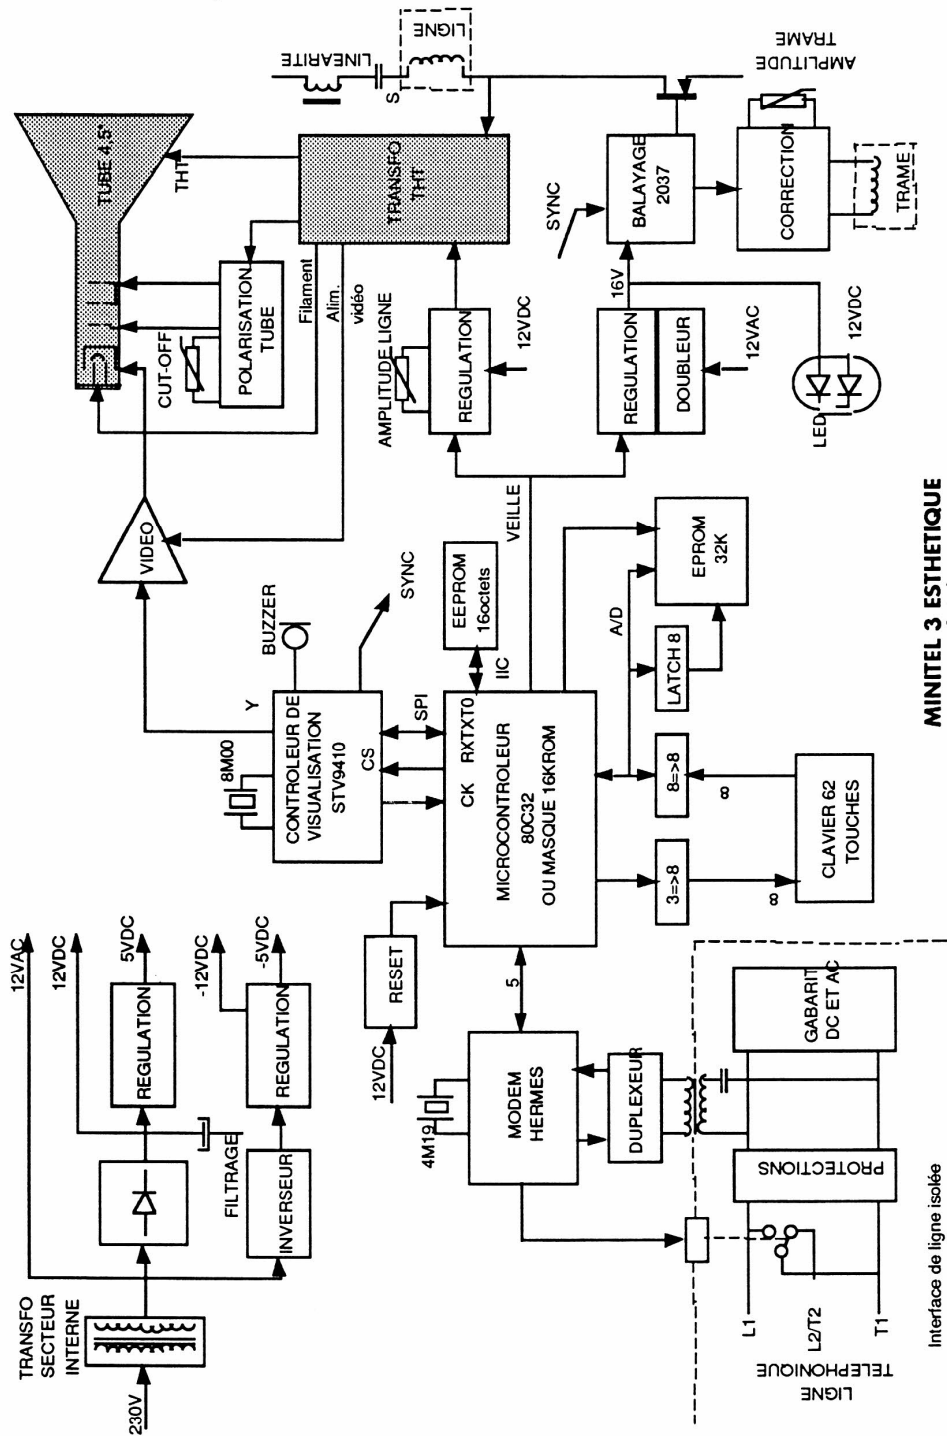 TRANSFO
SECTEUR
INTERNE
230V
12VAC
12VDC
REGULATION
5VDC
FILTRAGE
INVERSEUR
REGULATION
-12VDC
-5VDC
12VDC
RESET
4M19
MODEM
HERMES
5
DUPLEXEUR
PROTECTIONS
GABARIT
DC ET AC
L1
L2/T2
T1
LIGNE
TELEPHONIQUE
Interface de ligne isolée
8M00
CONTROLEUR DE
VISUALISATION
STV9410
CS
Y
BUZZER
SYNC
SPI
CK
RXTXT0
MICROCONTROLEUR
80C32
OU MASQUE 16KROM
IIC
EEPROM
16octets
VEILLE
A/D
3=>8
8=>8
LATCH 8
EPROM
32K
8
8
CLAVIER 62
TOUCHES
VIDEO
TUBE 4,5"
THT
CUT-OFF
POLARISATION
TUBE
Filament
Alim.
vidéo
TRANSFO
THT
AMPLITUDE LIGNE
REGULATION
12VDC
LINEARITE
S
LIGNE
REGULATION
DOUBLEUR
12VAC
16V
SYNC
BALAYAGE
2037
CORRECTION
AMPLITUDE
TRAME
TRAME
LED
12VDC
MINITEL 3 ESTHETIQUE